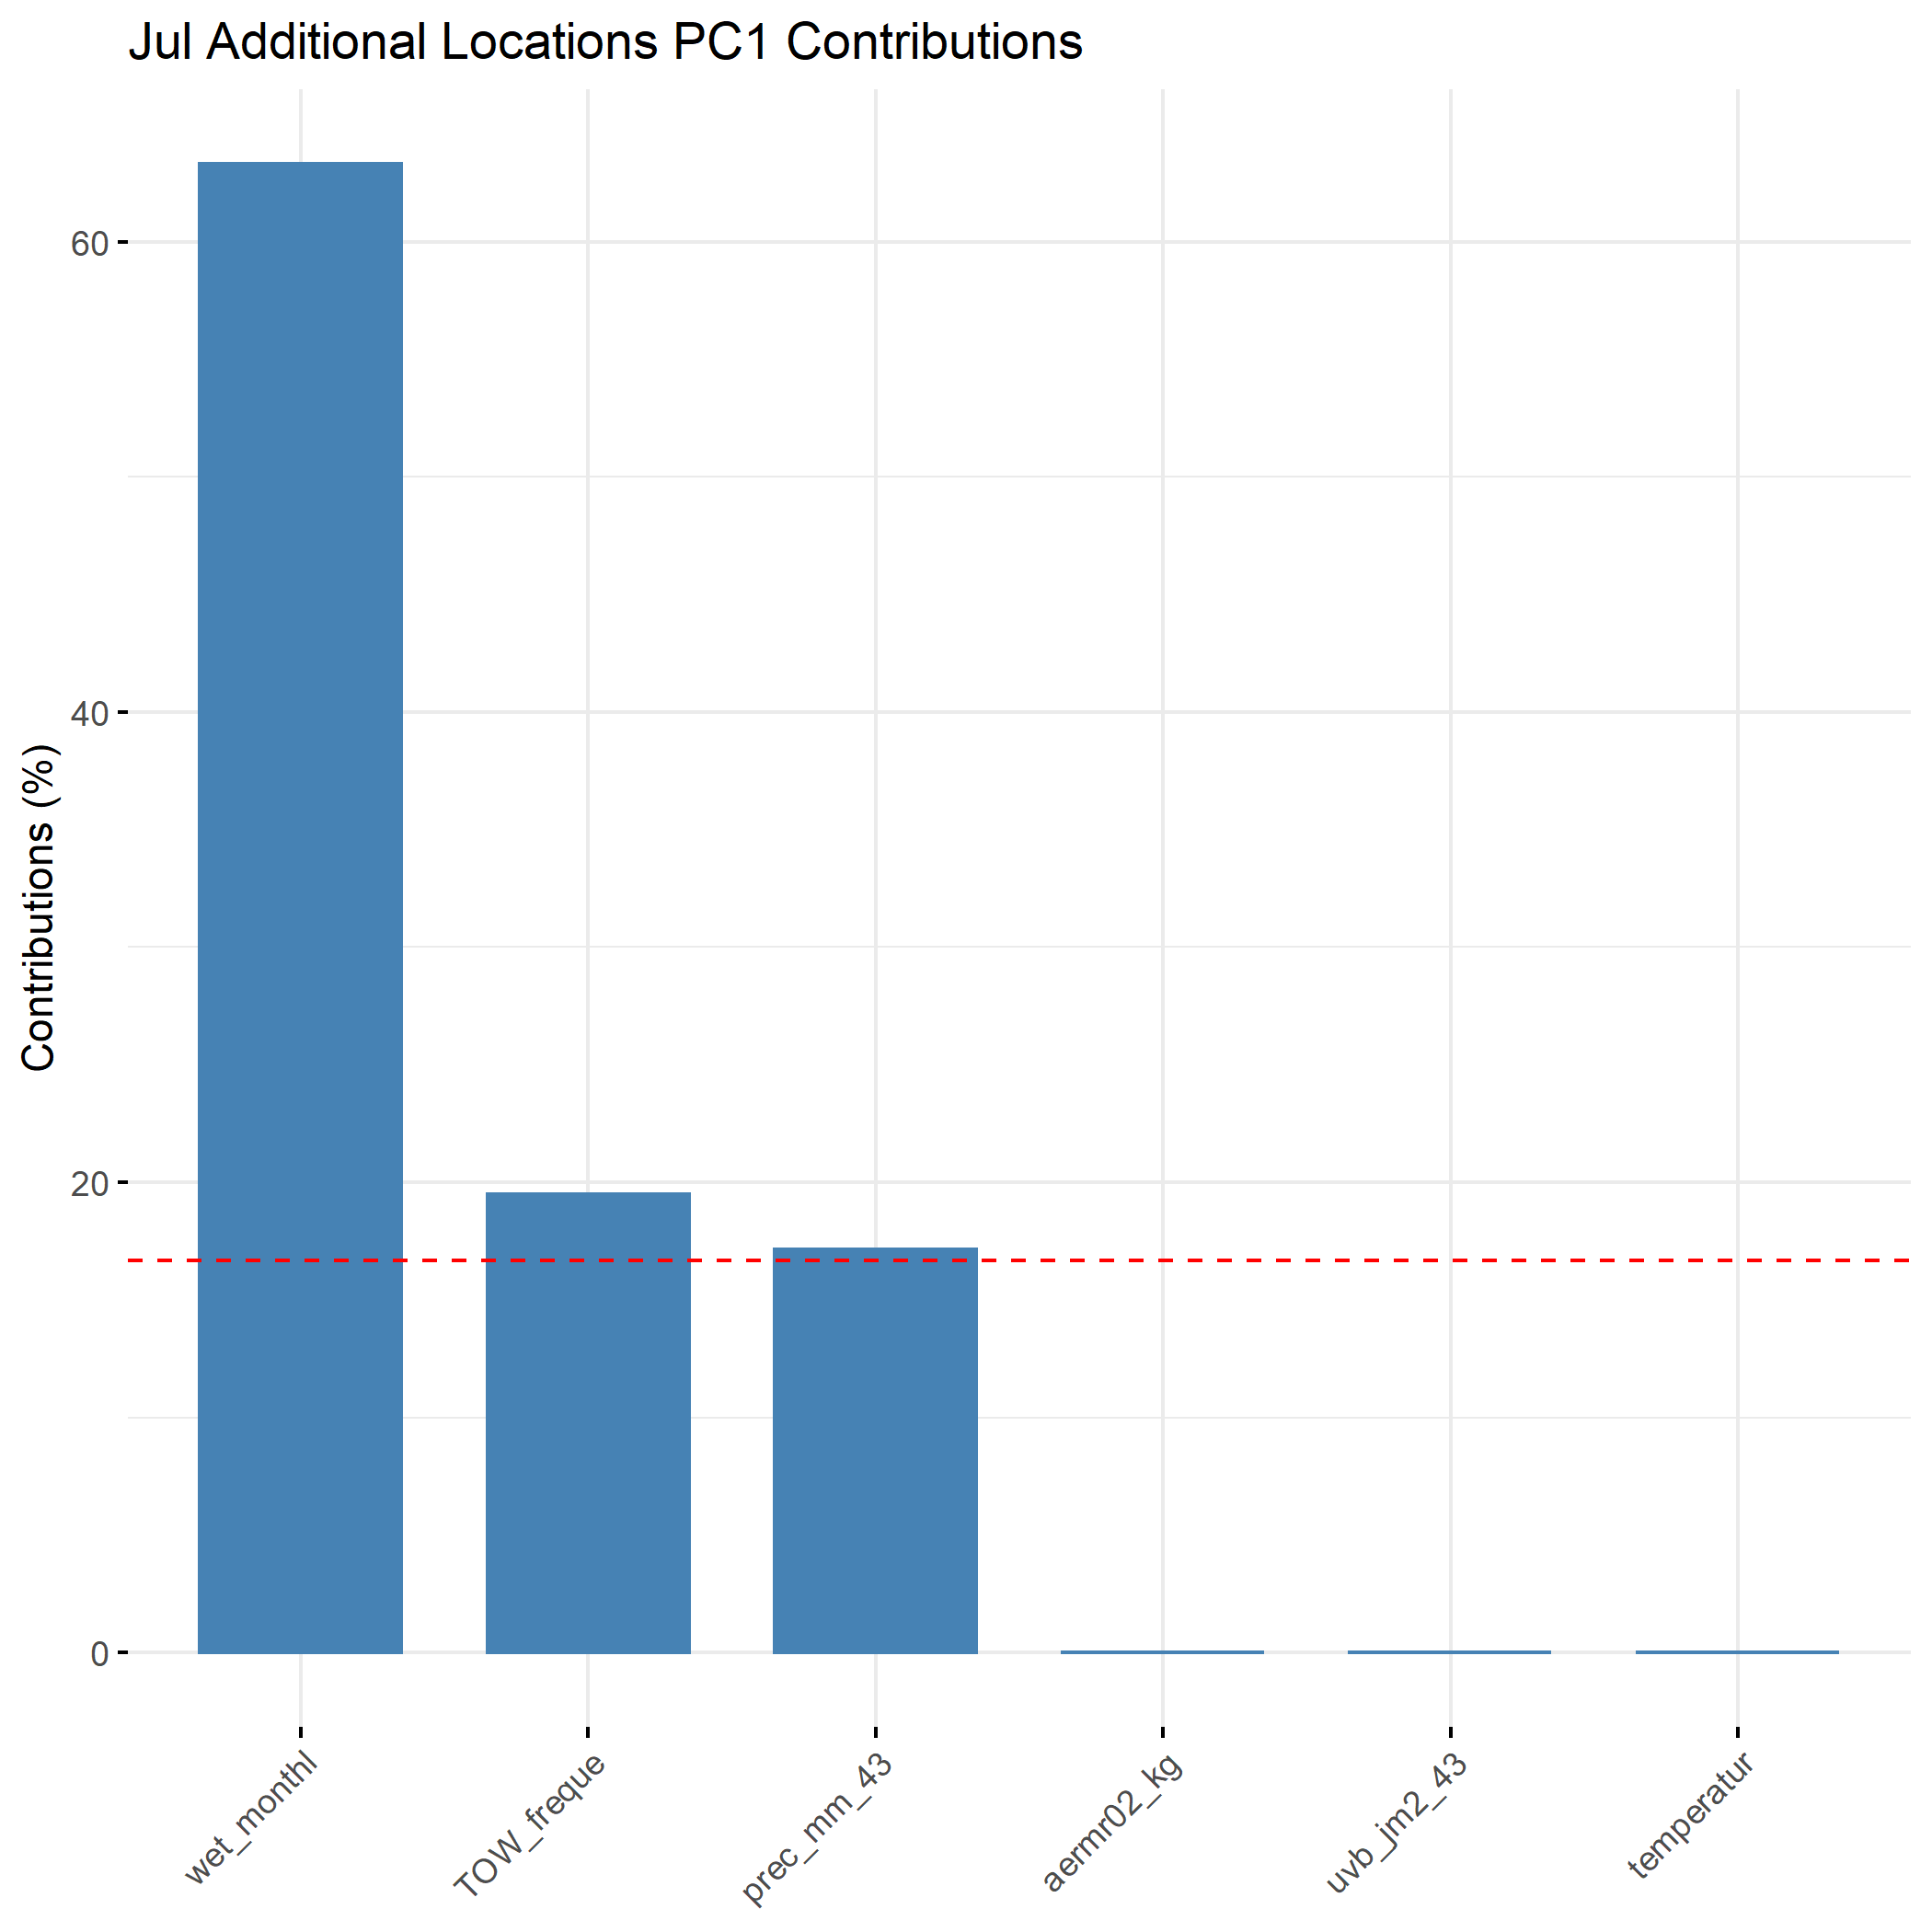 Jul Additional Locations PC1 Contributions
Contributions (%)
60
40
20
0
wet_monthl
TOW_freque
prec_mm_43
aermr02_kg
uvb_jm2_43
temperatur